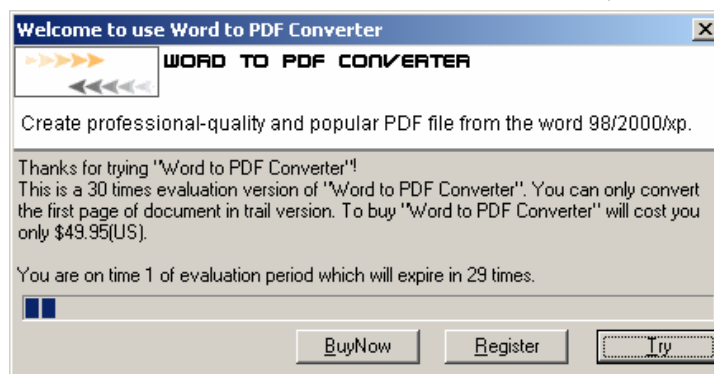 Welcome to use Word to PDF Converter
WORD TO PDF CONVERTER
Create professional-quality and popular PDF file from the word 98/2000/xp.
Thanks for trying "Word to PDF Converter"!
This is a 30 times evaluation version of "Word to PDF Converter". You can only convert
the first page of document in trail version. To buy "Word to PDF Converter" will cost you
only $49.95(US).
You are on time 1 of evaluation period which will expire in 29 times.
BuyNow Register Try